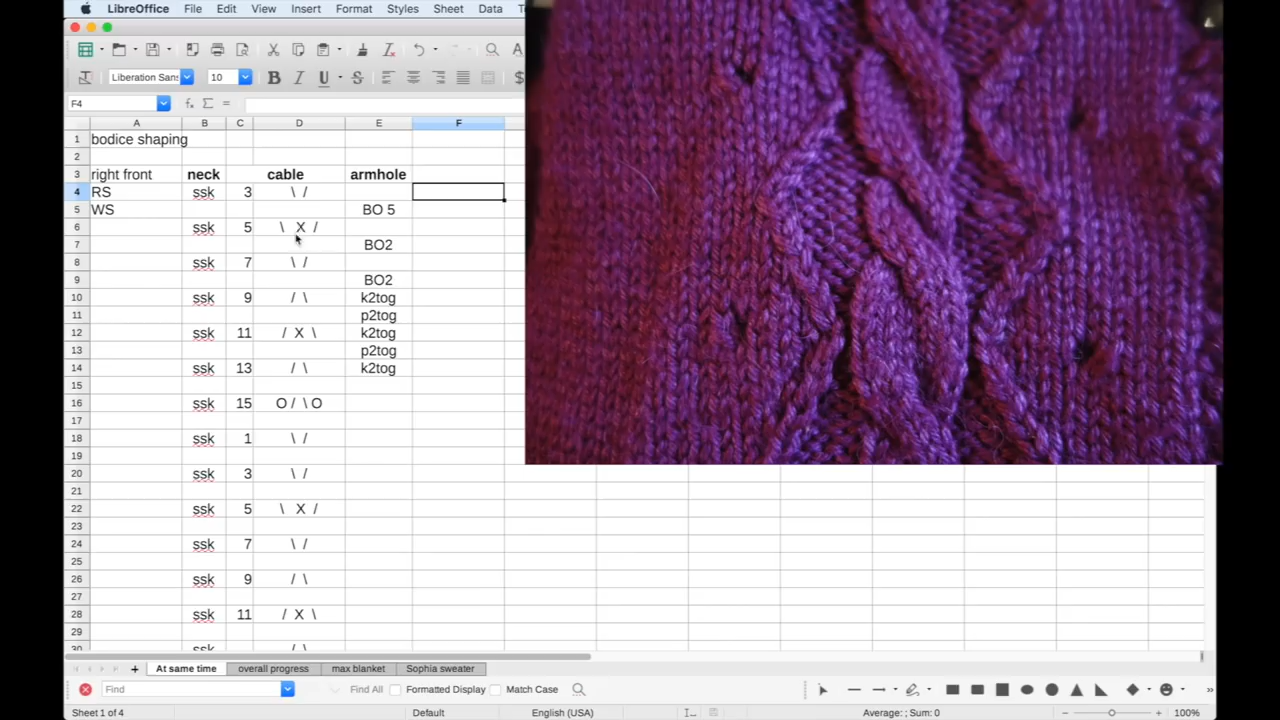 LibreOffice File Edit View Insert Format Styles Sheet Data
Liberation Sans 10 B I U S $
F4 Σ =
A B C D E F
1 bodice shaping
2
3 right front neck cable armhole
4 RS ssk 3 \ /
5 WS BO 5
6 ssk 5 \ X /
7 BO2
8 ssk 7 \ /
9 BO2
10 ssk 9 / \ k2tog
11 p2tog
12 ssk 11 / X \ k2tog
13 p2tog
14 ssk 13 / \ k2tog
15
16 ssk 15 O / \ O
17
18 ssk 1 \ /
19
20 ssk 3 \ /
21
22 ssk 5 \ X /
23
24 ssk 7 \ /
25
26 ssk 9 / \
27
28 ssk 11 / X \
29
30
+ At same time overall progress max blanket Sophia sweater
Find Find All Formatted Display Match Case
Sheet 1 of 4 Default English (USA) Average: ; Sum: 0 100%